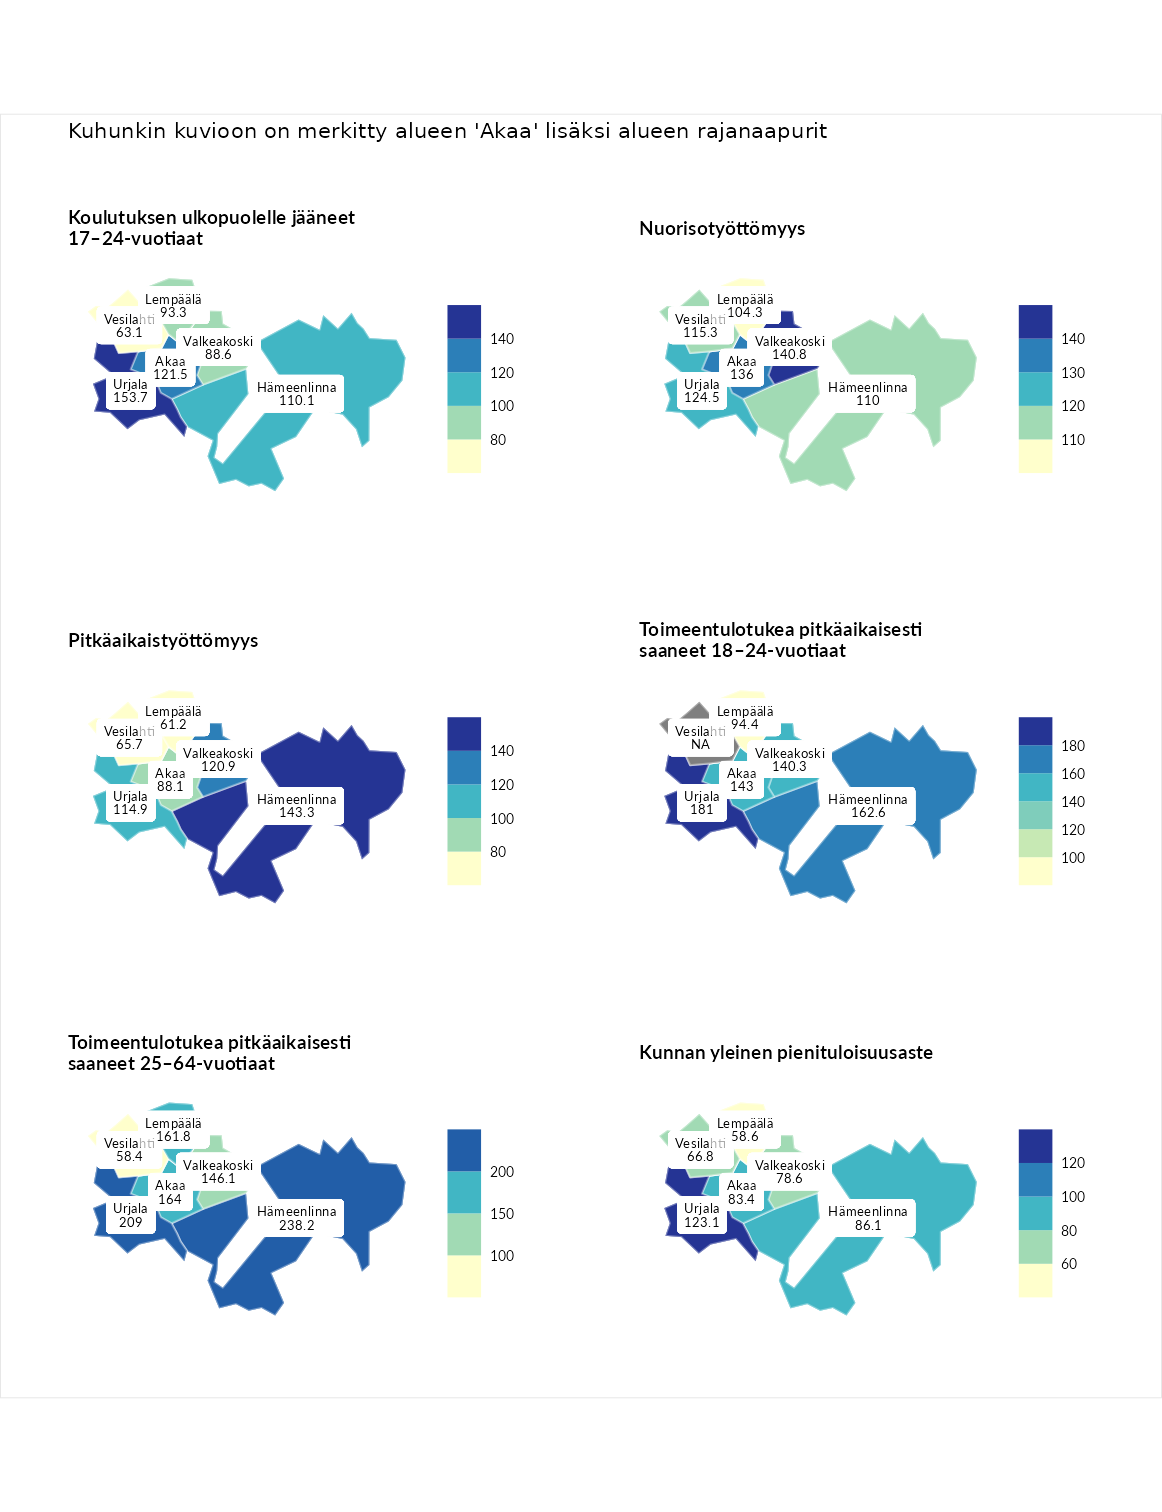 Kuhunkin kuvioon on merkitty alueen 'Akaa' lisäksi alueen rajanaapurit
Koulutuksen ulkopuolelle jääneet
17–24-vuotiaat
Lempäälä
93.3
Vesilahti
63.1
Valkeakoski
88.6
Akaa
121.5
Urjala
153.7
Hämeenlinna
110.1
140
120
100
80
Nuorisotyöttömyys
Lempäälä
104.3
Vesilahti
115.3
Valkeakoski
140.8
Akaa
136
Urjala
124.5
Hämeenlinna
110
140
130
120
110
Pitkäaikaistyöttömyys
Lempäälä
61.2
Vesilahti
65.7
Valkeakoski
120.9
Akaa
88.1
Urjala
114.9
Hämeenlinna
143.3
140
120
100
80
Toimeentulotukea pitkäaikaisesti
saaneet 18–24-vuotiaat
Lempäälä
94.4
Vesilahti
NA
Valkeakoski
140.3
Akaa
143
Urjala
181
Hämeenlinna
162.6
180
160
140
120
100
Toimeentulotukea pitkäaikaisesti
saaneet 25–64-vuotiaat
Lempäälä
161.8
Vesilahti
58.4
Valkeakoski
146.1
Akaa
164
Urjala
209
Hämeenlinna
238.2
200
150
100
Kunnan yleinen pienituloisuusaste
Lempäälä
58.6
Vesilahti
66.8
Valkeakoski
78.6
Akaa
83.4
Urjala
123.1
Hämeenlinna
86.1
120
100
80
60